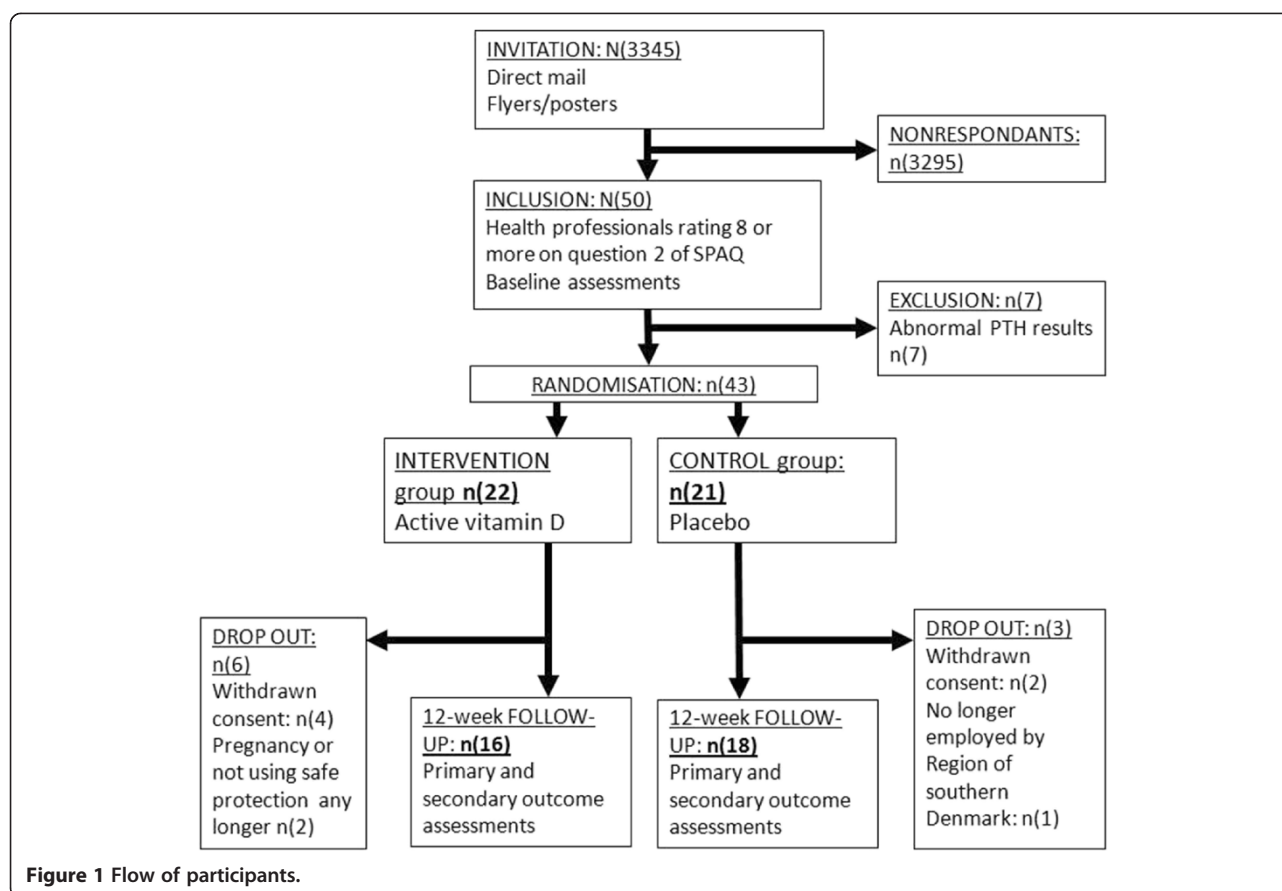 INVITATION: N(3345)
Direct mail
Flyers/posters
NONRESPONDANTS:
n(3295)
INCLUSION: N(50)
Health professionals rating 8 or
more on question 2 of SPAQ
Baseline assessments
EXCLUSION: n(7)
Abnormal PTH results
n(7)
RANDOMISATION: n(43)
INTERVENTION
group n(22)
Active vitamin D
CONTROL group:
n(21)
Placebo
DROP OUT:
n(6)
Withdrawn
consent: n(4)
Pregnancy or
not using safe
protection any
longer n(2)
12-week FOLLOW-
UP: n(16)
Primary and
secondary outcome
assessments
12-week FOLLOW-
UP: n(18)
Primary and
secondary outcome
assessments
DROP OUT: n(3)
Withdrawn
consent: n(2)
No longer
employed by
Region of
southern
Denmark: n(1)
Figure 1 Flow of participants.